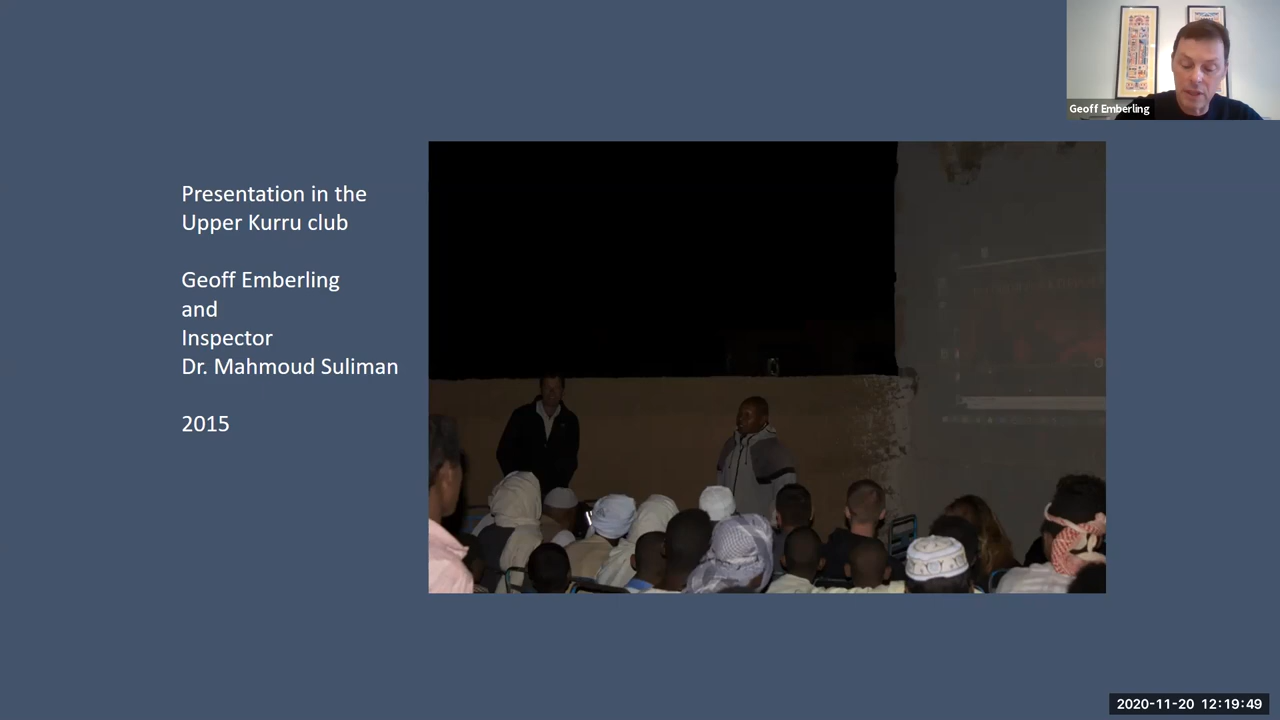 Geoff Emberling
Presentation in the
Upper Kurru club
Geoff Emberling
and
Inspector
Dr. Mahmoud Suliman
2015
2020-11-20 12:19:49